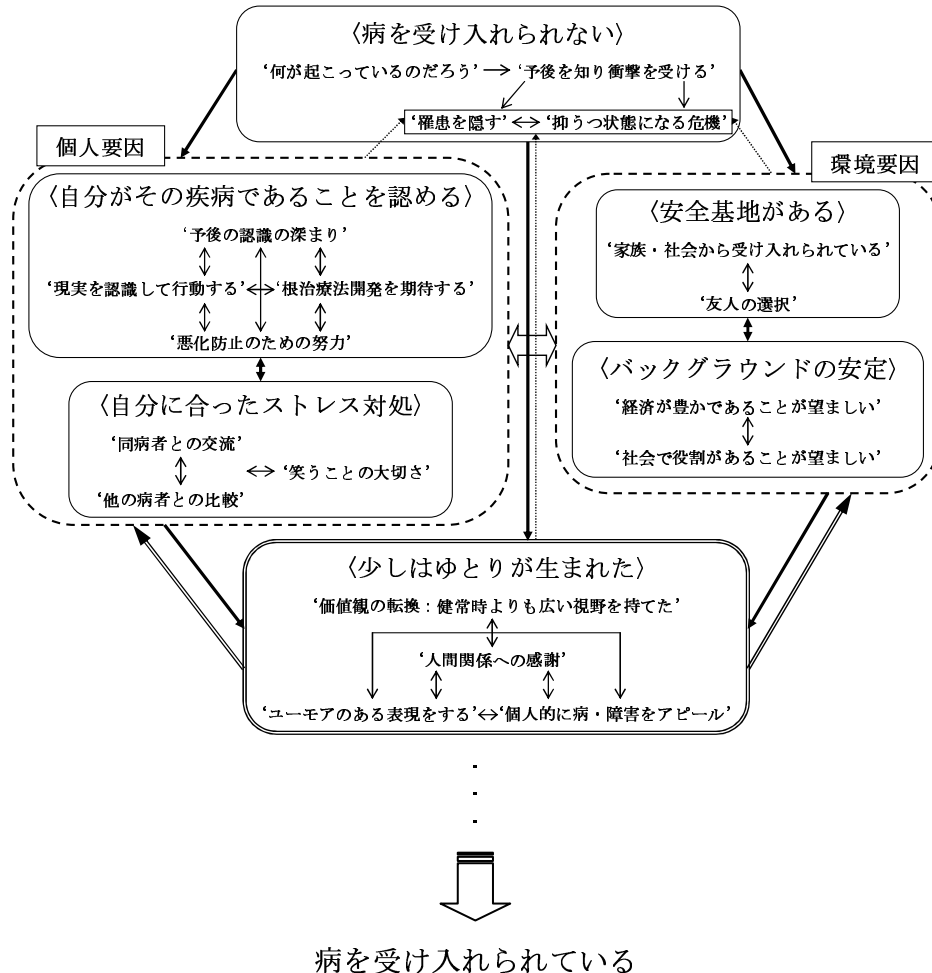 〈病を受け入れられない〉
‘何が起こっているのだろう’ → ‘予後を知り衝撃を受ける’
‘罹患を隠す’ ↔ ‘抑うつ状態になる危機’
個人要因
〈自分がその疾病であることを認める〉
‘予後の認識の深まり’
‘現実を認識して行動する’ ↔ ‘根治療法開発を期待する’
‘悪化防止のための努力’
〈自分に合ったストレス対処〉
‘同病者との交流’
↔ ‘笑うことの大切さ’
‘他の病者との比較’
環境要因
〈安全基地がある〉
‘家族・社会から受け入れられている’
‘友人の選択’
〈バックグラウンドの安定〉
‘経済が豊かであることが望ましい’
‘社会で役割があることが望ましい’
〈少しはゆとりが生まれた〉
‘価値観の転換：健常時よりも広い視野を持てた’
‘人間関係への感謝’
‘ユーモアのある表現をする’ ↔ ‘個人的に病・障害をアピール’
病を受け入れられている